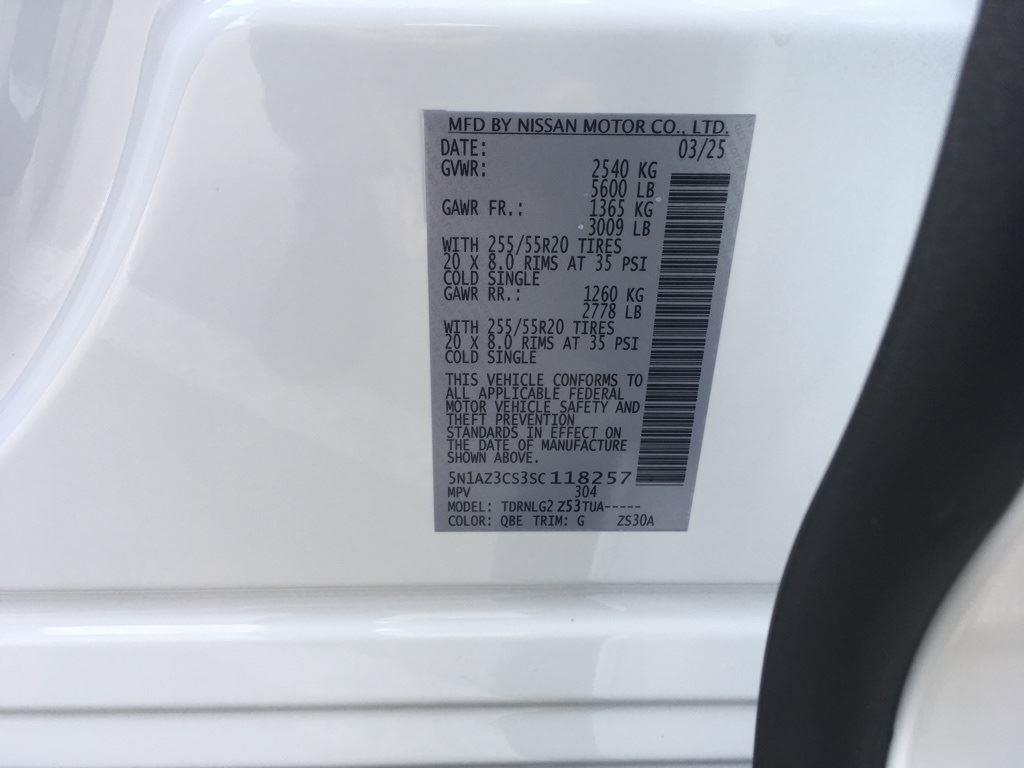 MFD BY NISSAN MOTOR CO., LTD.
DATE: 03/25
GVWR: 2540 KG
5600 LB
GAWR FR.: 1365 KG
3009 LB
WITH 255/55R20 TIRES
20 X 8.0 RIMS AT 35 PSI
COLD SINGLE
GAWR RR.: 1260 KG
2778 LB
WITH 255/55R20 TIRES
20 X 8.0 RIMS AT 35 PSI
COLD SINGLE
THIS VEHICLE CONFORMS TO
ALL APPLICABLE FEDERAL
MOTOR VEHICLE SAFETY AND
THEFT PREVENTION
STANDARDS IN EFFECT ON
THE DATE OF MANUFACTURE
SHOWN ABOVE.
5N1AZ3CS3SC118257
MPV 304
MODEL: TDRNLG2 Z53TUA-----
COLOR: QBE TRIM: G ZS30A